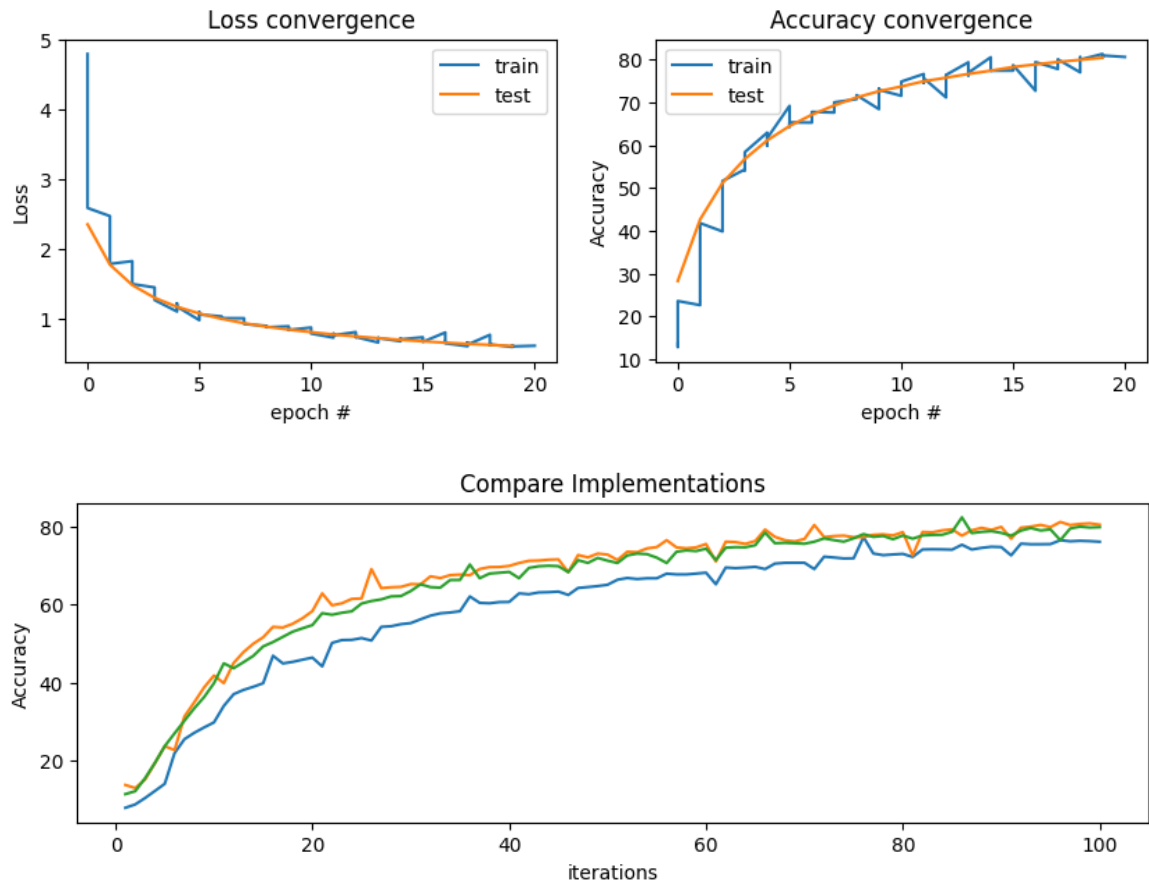 Loss convergence
5
4
3
2
1
Loss
train
test
0 5 10 15 20
epoch #
Accuracy convergence
80
70
60
50
40
30
20
10
Accuracy
train
test
0 5 10 15 20
epoch #
Compare Implementations
80
60
40
20
Accuracy
0 20 40 60 80 100
iterations